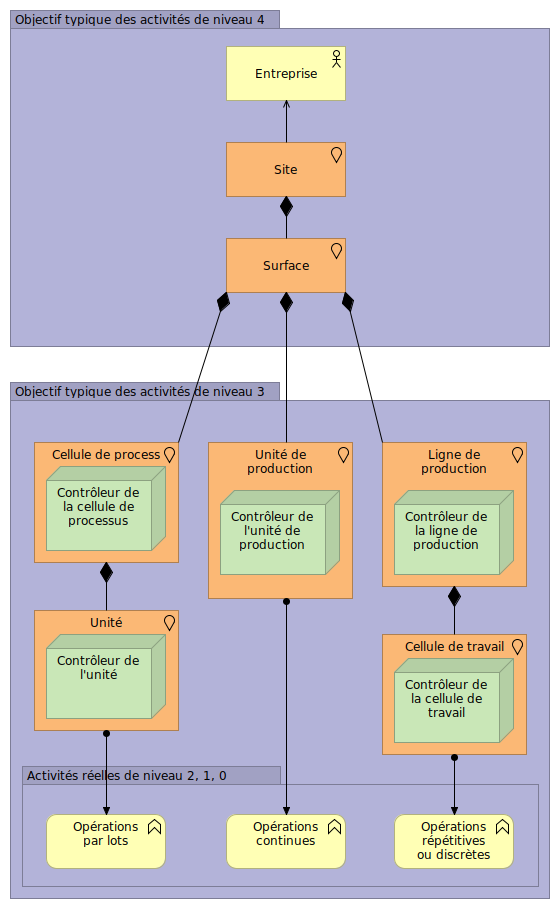 Objectif typique des activités de niveau 4
Entreprise
Site
Surface
Objectif typique des activités de niveau 3
Cellule de process
Contrôleur de
la cellule de
processus
Unité de
production
Contrôleur de
l'unité de
production
Ligne de
production
Contrôleur de
la ligne de
production
Unité
Contrôleur de
l'unité
Cellule de travail
Contrôleur de
la cellule de
travail
Activités réelles de niveau 2, 1, 0
Opérations
par lots
Opérations
continues
Opérations
répétitives
ou discrètes